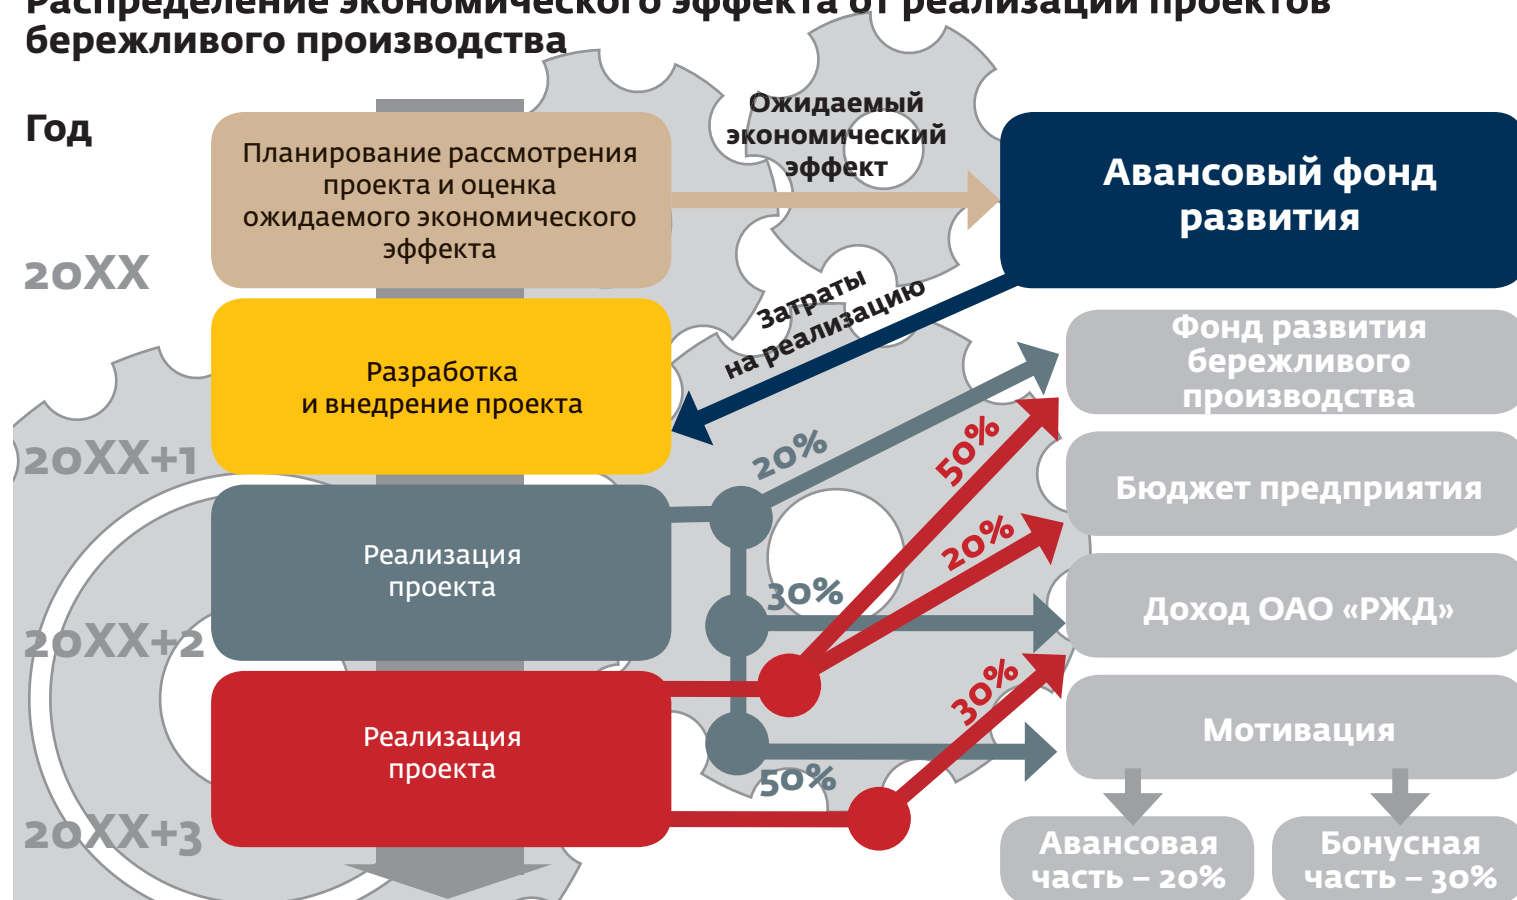 Распределение экономического эффекта от реализации проектов
бережливого производства
Год
Планирование рассмотрения
проекта и оценка
ожидаемого экономического
эффекта
20XX
Ожидаемый
экономический
эффект
Авансовый фонд
развития
Затраты
на реализацию
Разработка
и внедрение проекта
20XX+1
Фонд развития
бережливого
производства
20%
50%
Бюджет предприятия
20%
Реализация
проекта
20XX+2
30%
Доход ОАО «РЖД»
30%
Реализация
проекта
20XX+3
50%
Мотивация
Авансовая
часть – 20%
Бонусная
часть – 30%